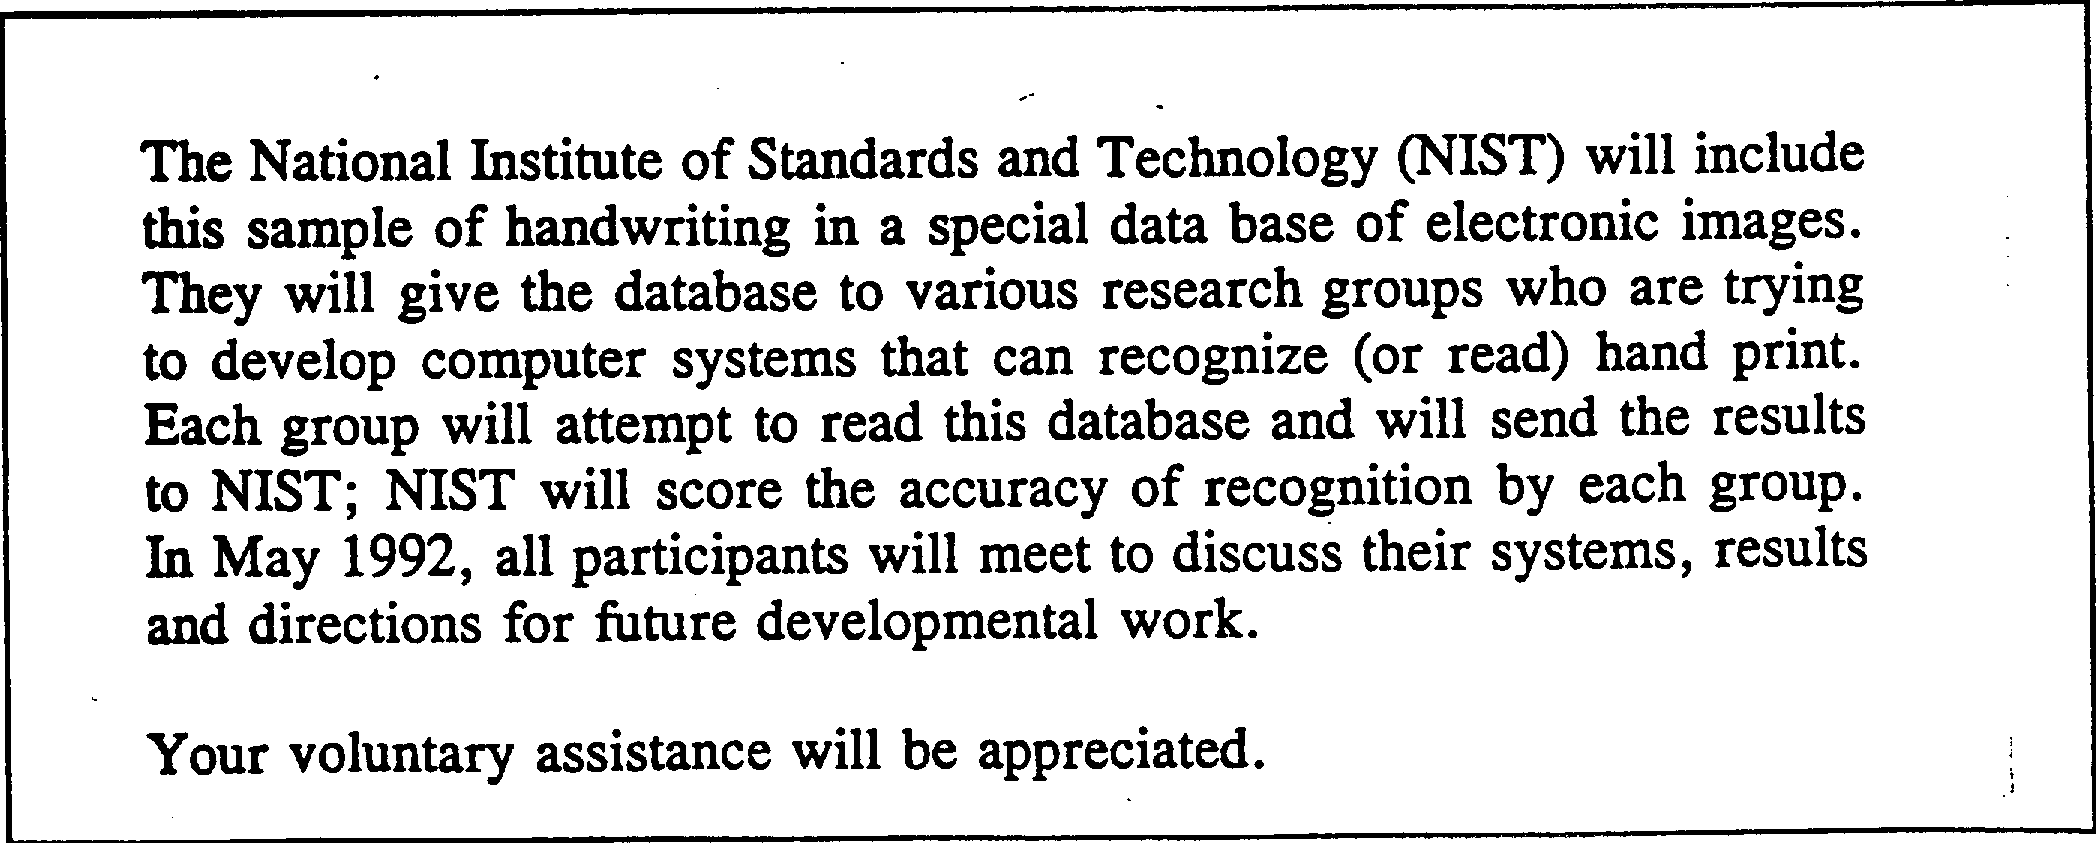 The National Institute of Standards and Technology (NIST) will include
this sample of handwriting in a special data base of electronic images.
They will give the database to various research groups who are trying
to develop computer systems that can recognize (or read) hand print.
Each group will attempt to read this database and will send the results
to NIST; NIST will score the accuracy of recognition by each group.
In May 1992, all participants will meet to discuss their systems, results
and directions for future developmental work.
Your voluntary assistance will be appreciated.